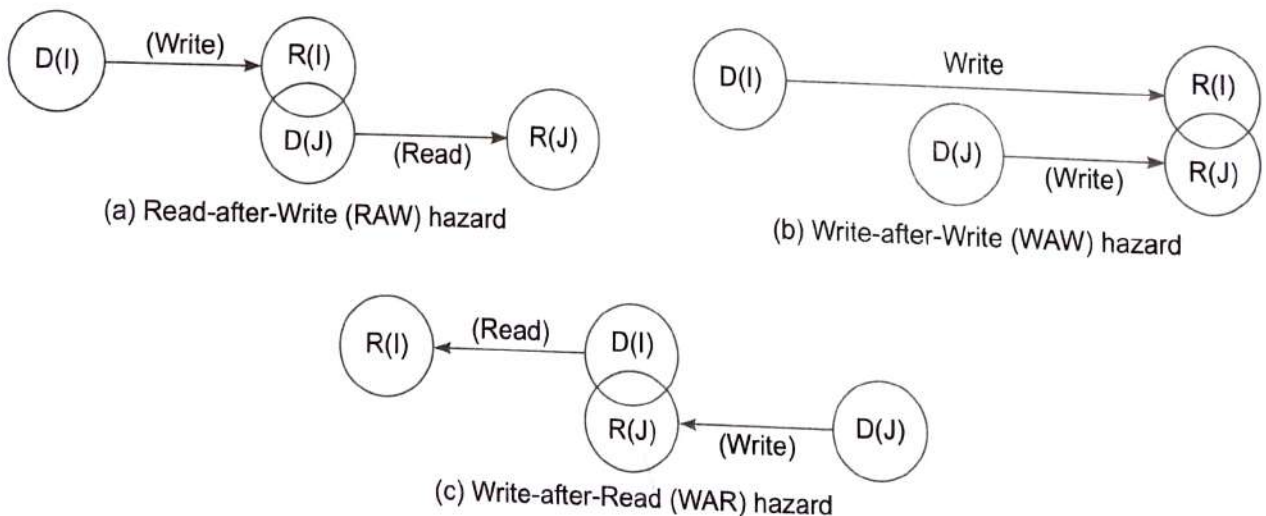 D(I) (Write) R(I)
D(J) (Read) R(J)
(a) Read-after-Write (RAW) hazard
D(I) Write R(I)
D(J) (Write) R(J)
(b) Write-after-Write (WAW) hazard
R(I) (Read) D(I)
R(J) (Write) D(J)
(c) Write-after-Read (WAR) hazard